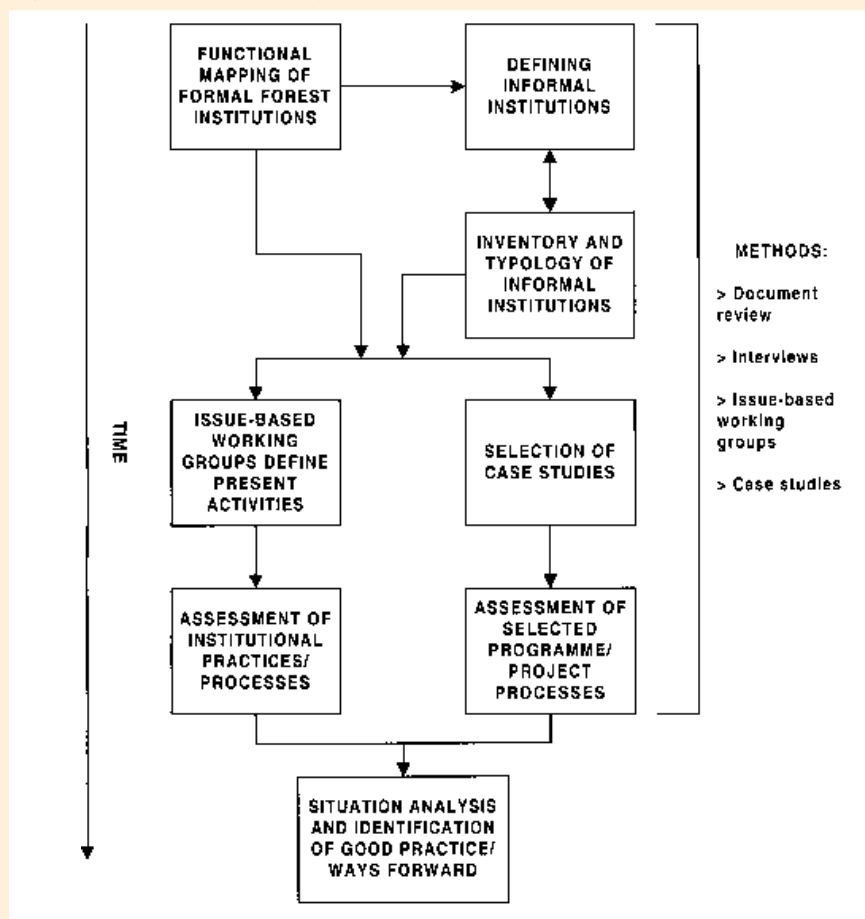 FUNCTIONAL
MAPPING OF
FORMAL FOREST
INSTITUTIONS
DEFINING
INFORMAL
INSTITUTIONS
INVENTORY AND
TYPOLOGY OF
INFORMAL
INSTITUTIONS
METHODS:
> Document
review
> Interviews
> Issue-based
working
groups
> Case studies
TIME
ISSUE-BASED
WORKING
GROUPS DEFINE
PRESENT
ACTIVITIES
SELECTION OF
CASE STUDIES
ASSESSMENT OF
INSTITUTIONAL
PRACTICES/
PROCESSES
ASSESSMENT OF
SELECTED
PROGRAMME/
PROJECT
PROCESSES
SITUATION ANALYSIS
AND IDENTIFICATION
OF GOOD PRACTICE/
WAYS FORWARD